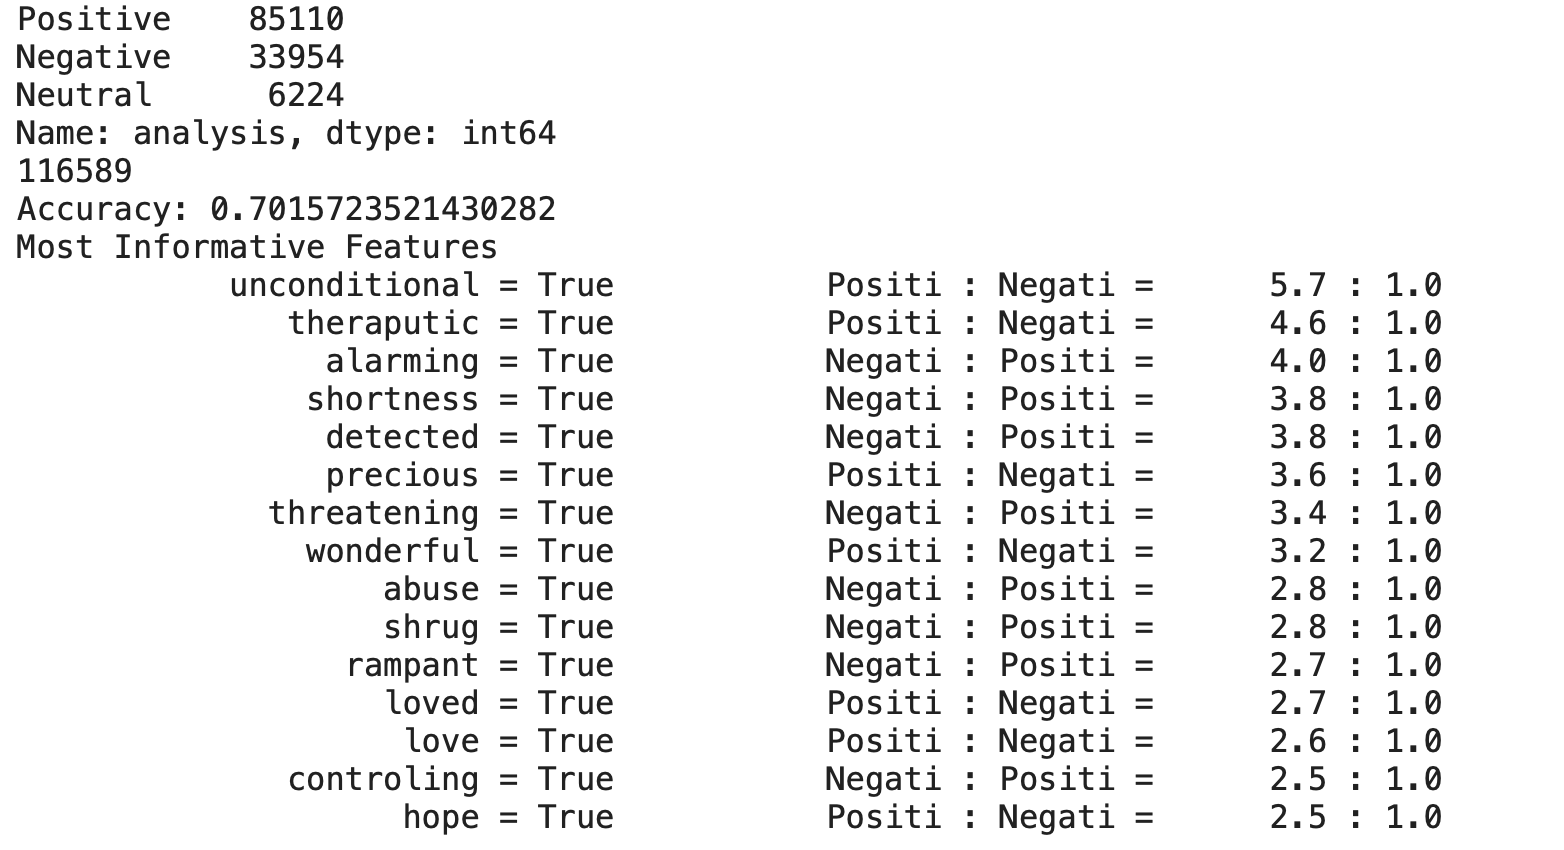 Positive    85110
Negative    33954
Neutral      6224
Name: analysis, dtype: int64
116589
Accuracy: 0.7015723521430282
Most Informative Features
unconditional = True    Positi : Negati = 5.7 : 1.0
theraputic = True    Positi : Negati = 4.6 : 1.0
alarming = True    Negati : Positi = 4.0 : 1.0
shortness = True    Negati : Positi = 3.8 : 1.0
detected = True    Negati : Positi = 3.8 : 1.0
precious = True    Positi : Negati = 3.6 : 1.0
threatening = True    Negati : Positi = 3.4 : 1.0
wonderful = True    Positi : Negati = 3.2 : 1.0
abuse = True    Negati : Positi = 2.8 : 1.0
shrug = True    Negati : Positi = 2.8 : 1.0
rampant = True    Negati : Positi = 2.7 : 1.0
loved = True    Positi : Negati = 2.7 : 1.0
love = True    Positi : Negati = 2.6 : 1.0
controling = True    Negati : Positi = 2.5 : 1.0
hope = True    Positi : Negati = 2.5 : 1.0